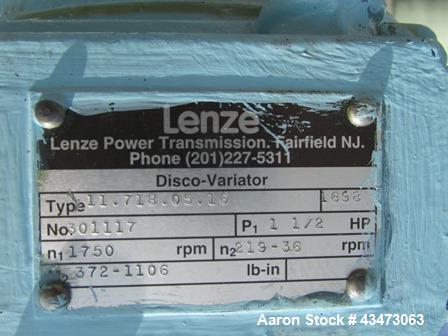 Lenze
Lenze Power Transmission. Fairfield NJ.
Phone (201)227-5311
Disco-Variator
Type 11.718.05.16 1698
No. 301117 P1 1 1/2 HP
n1 1750 rpm n2 219-36 rpm
372-1106 lb-in
Aaron Stock # 43473063